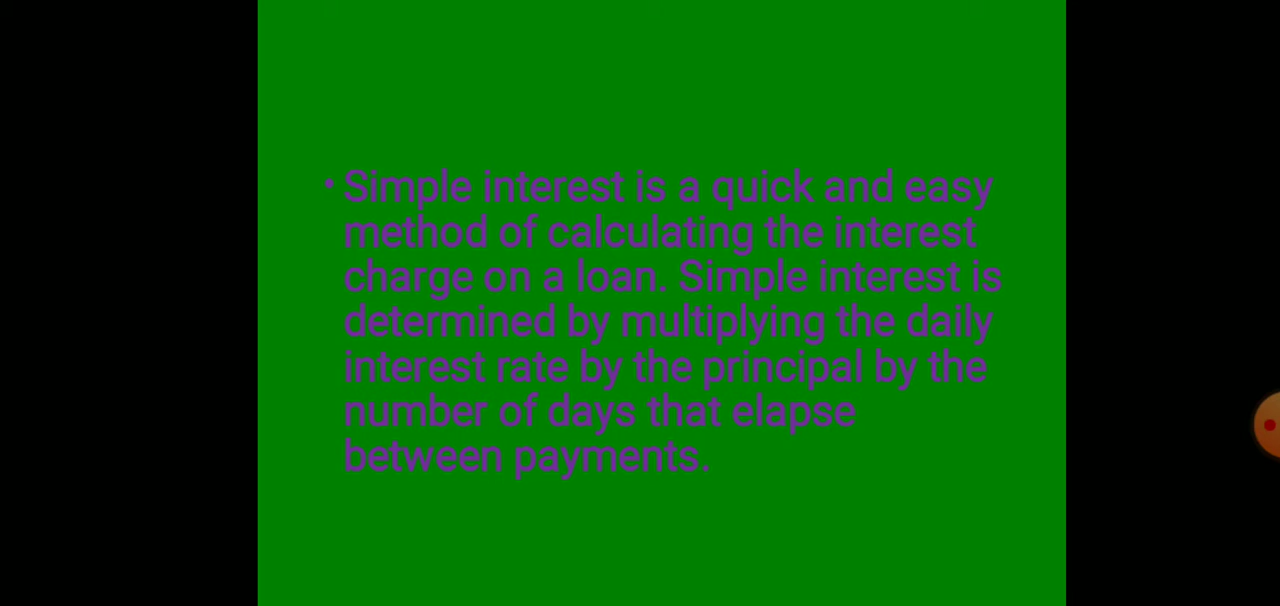 • Simple interest is a quick and easy
method of calculating the interest
charge on a loan. Simple interest is
determined by multiplying the daily
interest rate by the principal by the
number of days that elapse
between payments.